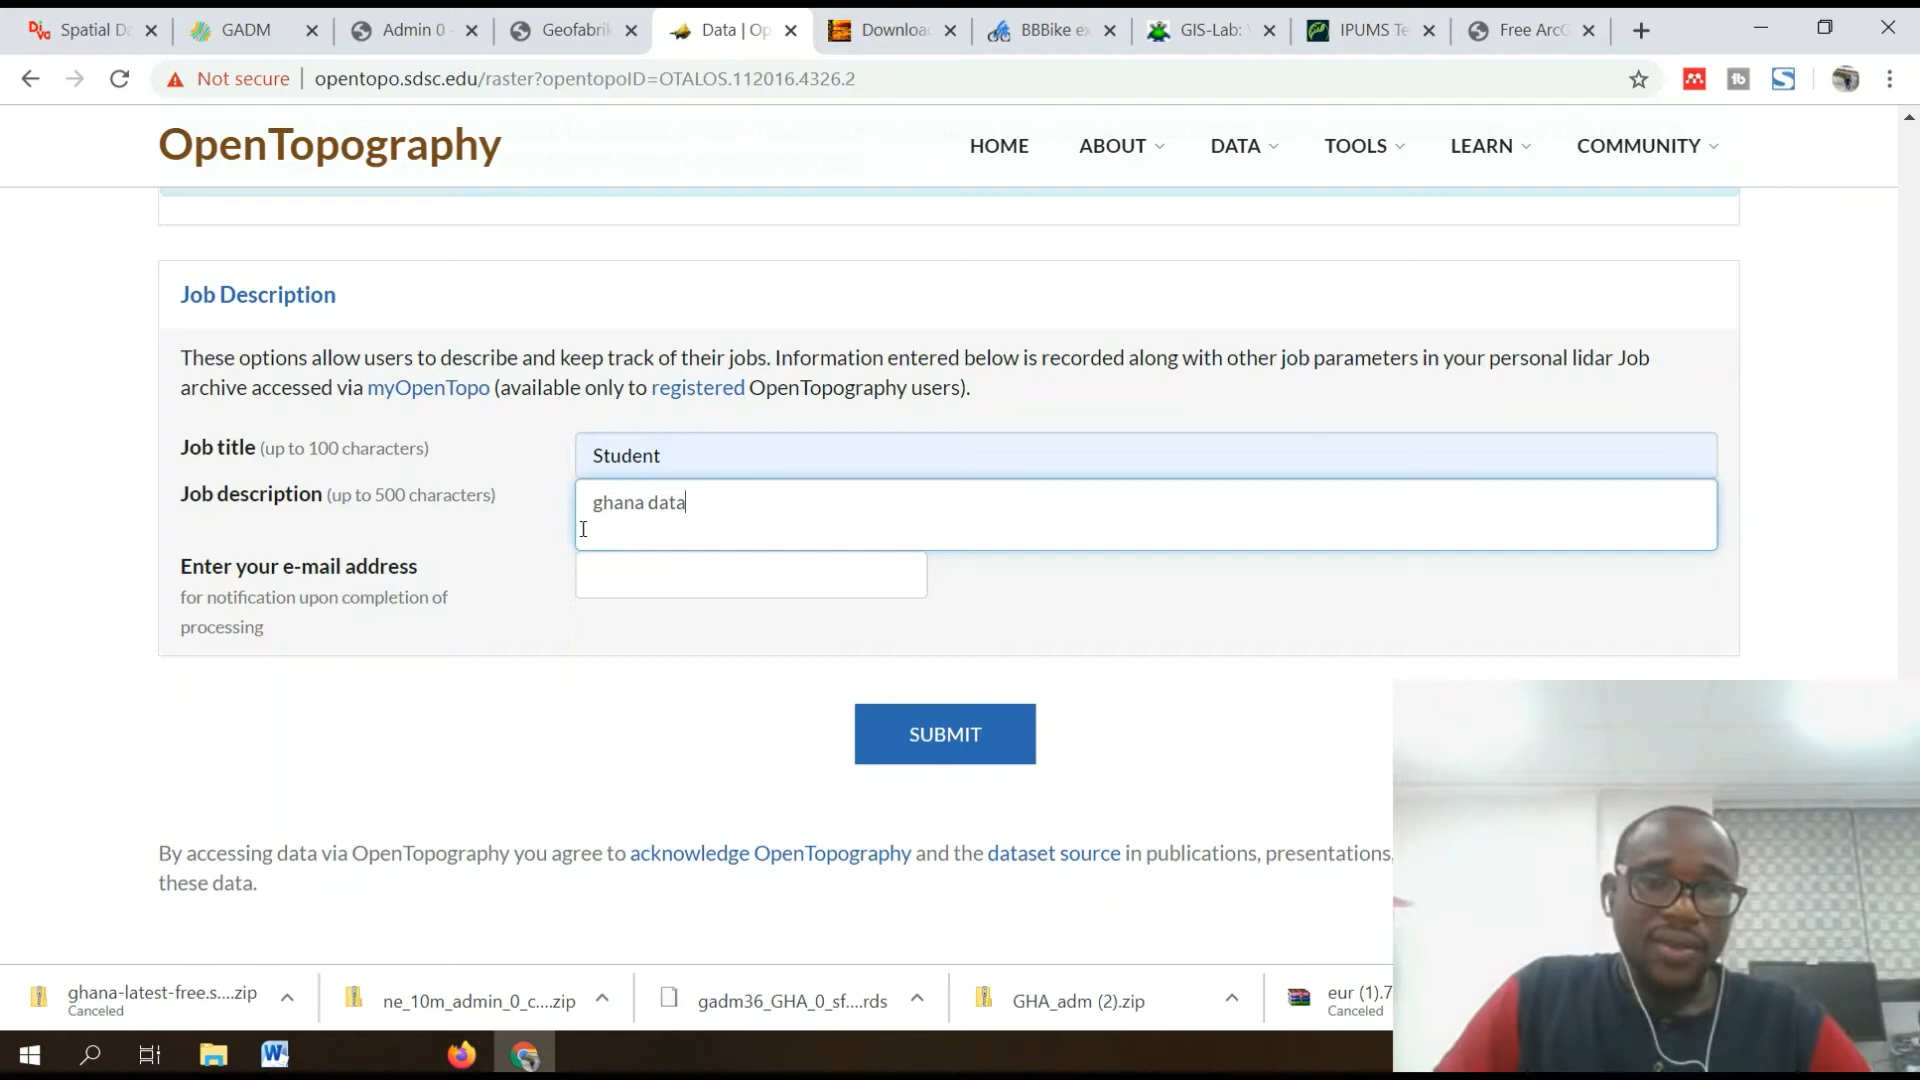 Spatial Da
GADM
Admin 0 -
Geofabrik
Data | Op
Downloa
BBBike ex
GIS-Lab: V
IPUMS Te
Free ArcG
Not secure
opentopo.sdsc.edu/raster?opentopoID=OTALOS.112016.4326.2
OpenTopography
HOME
ABOUT
DATA
TOOLS
LEARN
COMMUNITY
Job Description
These options allow users to describe and keep track of their jobs. Information entered below is recorded along with other job parameters in your personal lidar Job
archive accessed via myOpenTopo (available only to registered OpenTopography users).
Job title (up to 100 characters)
Student
Job description (up to 500 characters)
ghana data
Enter your e-mail address
for notification upon completion of
processing
SUBMIT
By accessing data via OpenTopography you agree to acknowledge OpenTopography and the dataset source in publications, presentations,
these data.
ghana-latest-free.s....zip
Canceled
ne_10m_admin_0_c....zip
gadm36_GHA_0_sf....rds
GHA_adm (2).zip
eur (1).7
Canceled